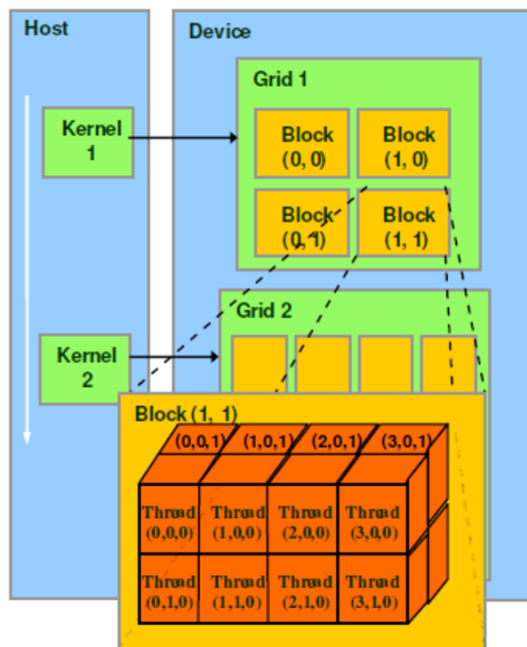 Host
Device
Grid 1
Kernel
1
Block
(0, 0)
Block
(1, 0)
Block
(0, 1)
Block
(1, 1)
Grid 2
Kernel
2
Block (1, 1)
(0,0,1)
(1,0,1)
(2,0,1)
(3,0,1)
Thread
(0,0,0)
Thread
(1,0,0)
Thread
(2,0,0)
Thread
(3,0,0)
Thread
(0,1,0)
Thread
(1,1,0)
Thread
(2,1,0)
Thread
(3,1,0)